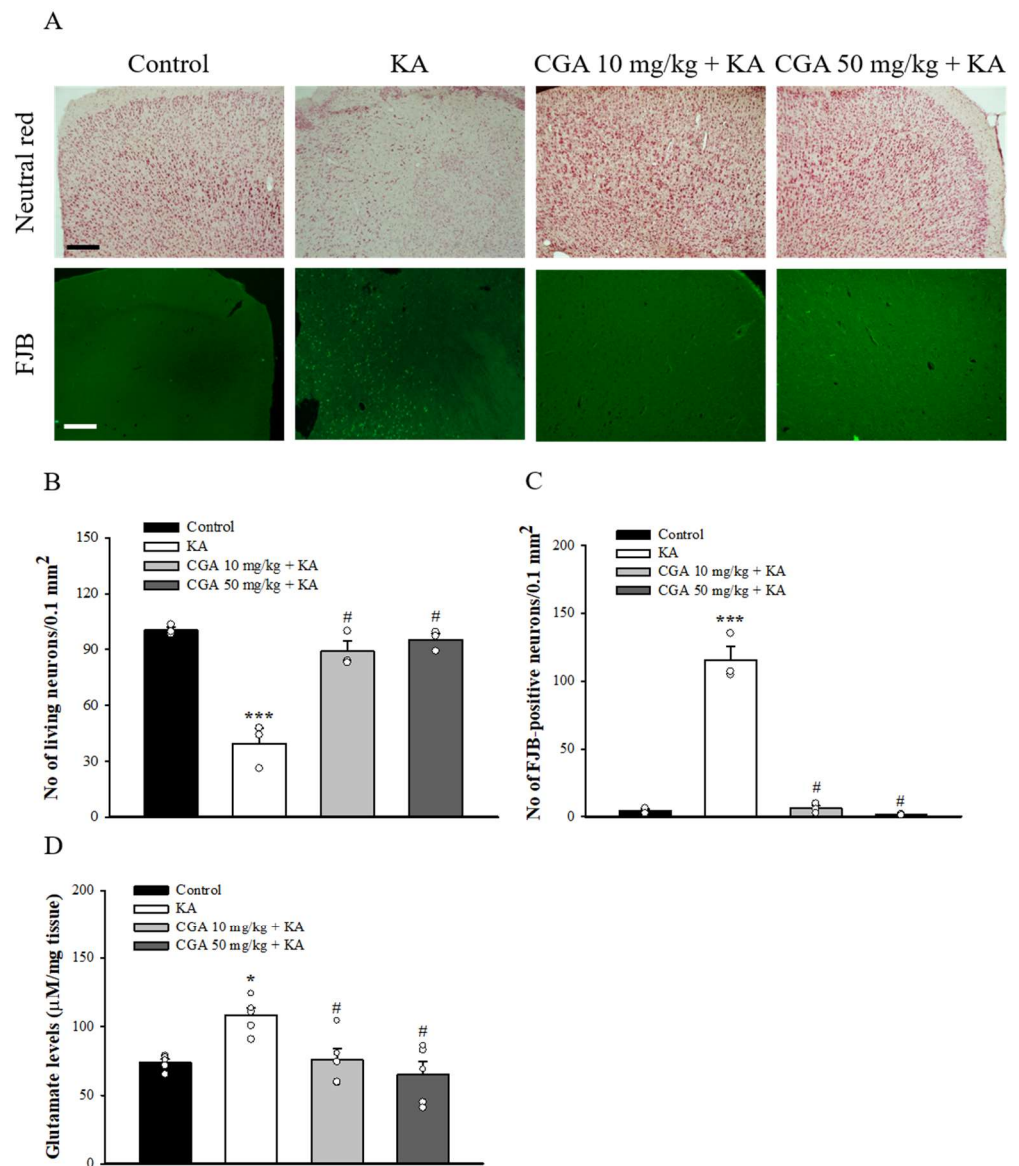 A
Control KA CGA 10 mg/kg + KA CGA 50 mg/kg + KA
Neutral red
FJB
B
Control
KA
CGA 10 mg/kg + KA
CGA 50 mg/kg + KA
No of living neurons/0.1 mm²
150
120
90
60
30
0
***
#
#
C
Control
KA
CGA 10 mg/kg + KA
CGA 50 mg/kg + KA
No of FJB-positive neurons/0.1 mm²
200
150
100
50
0
***
#
#
D
Control
KA
CGA 10 mg/kg + KA
CGA 50 mg/kg + KA
Glutamate levels (µM/mg tissue)
200
150
100
50
0
*
#
#